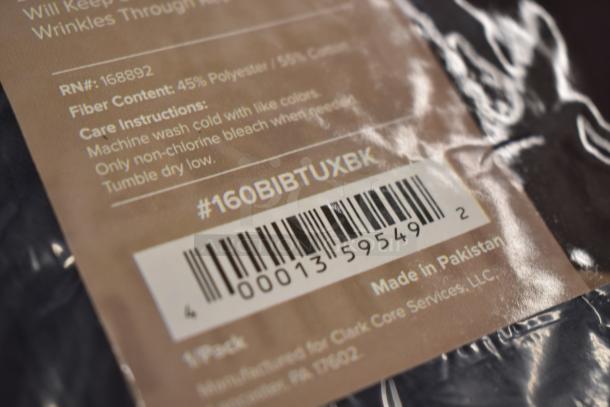 Will Keep
Wrinkles Through
RN#: 168892
Fiber Content: 45% Polyester / 55% Cotton
Care Instructions:
Machine wash cold with like colors.
Only non-chlorine bleach when needed.
Tumble dry low.
#160BIBTUXBK
4 00013 59549 2
Made in Pakistan
1/Pack
Manufactured for Clark Core Services, LLC.
Lancaster, PA 17602.